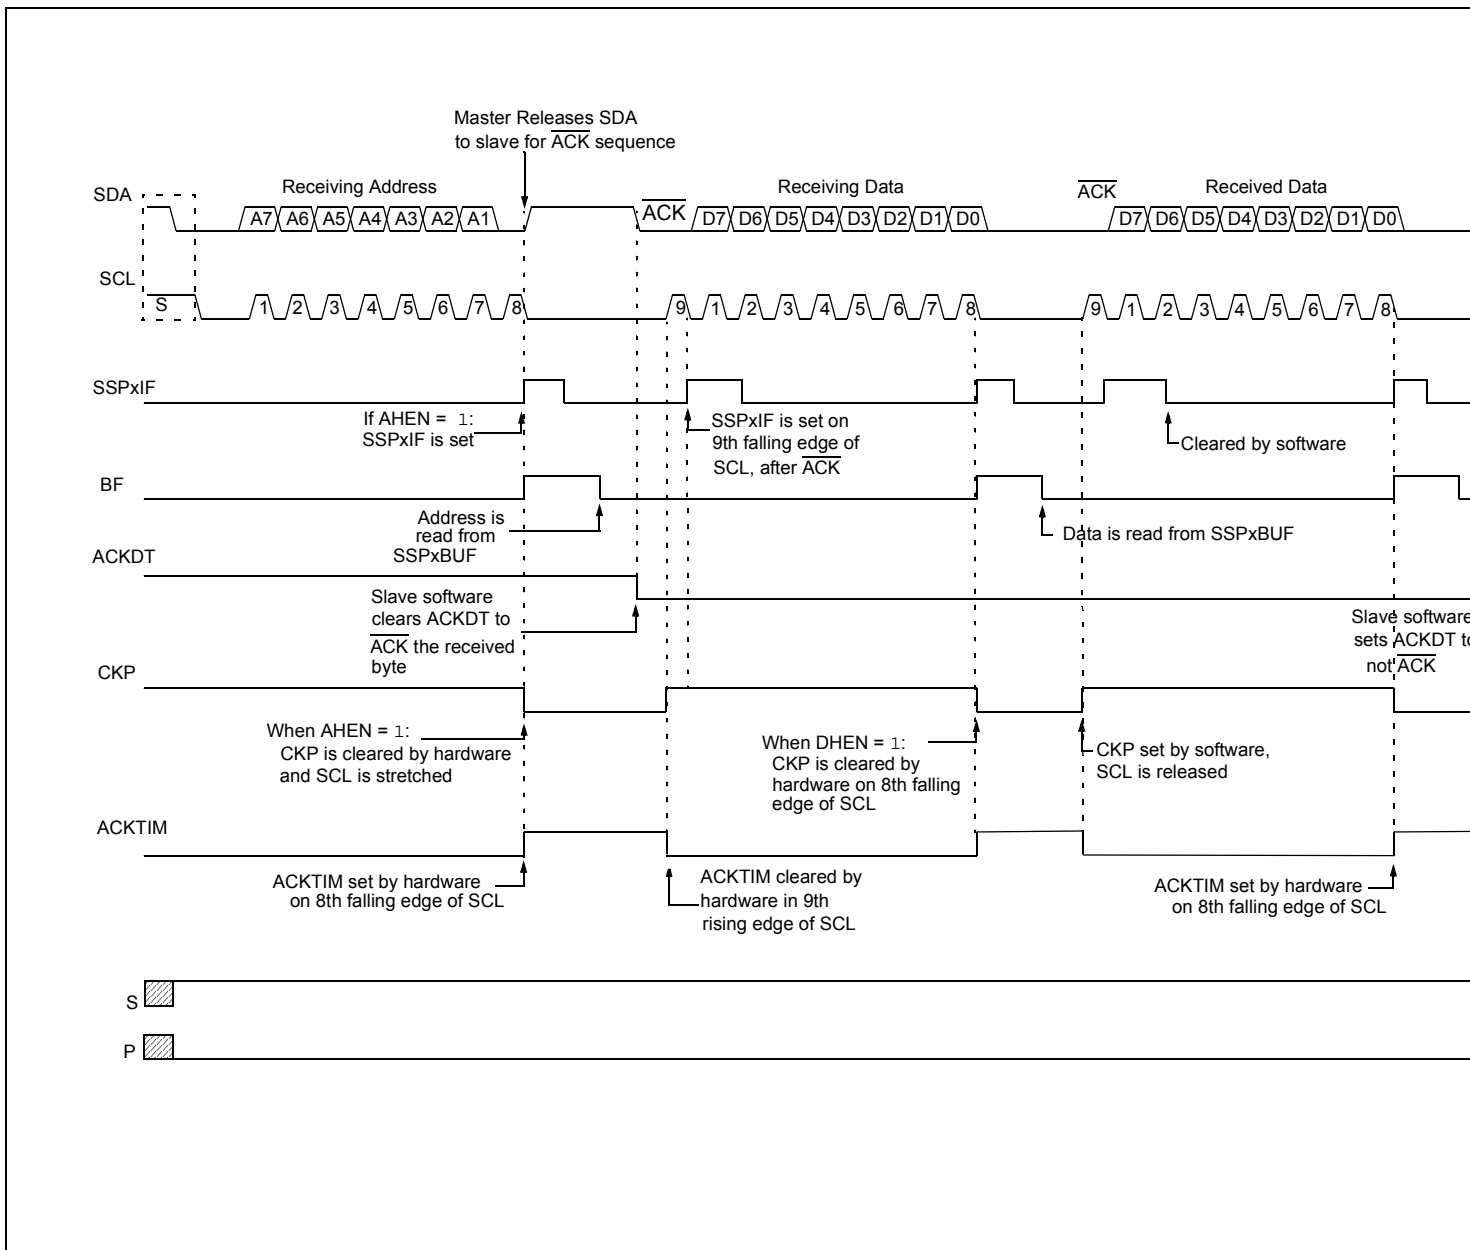 Master Releases SDA
to slave for ACK sequence
SDA
Receiving Address
Receiving Data
ACK
Received Data
ACK
A7 A6 A5 A4 A3 A2 A1
D7 D6 D5 D4 D3 D2 D1 D0
D7 D6 D5 D4 D3 D2 D1 D0
SCL
S
1 2 3 4 5 6 7 8
9 1 2 3 4 5 6 7 8
9 1 2 3 4 5 6 7 8
SSPxIF
If AHEN = 1:
SSPxIF is set
SSPxIF is set on
9th falling edge of
SCL, after ACK
Cleared by software
BF
Address is
read from
SSPxBUF
Data is read from SSPxBUF
ACKDT
Slave software
clears ACKDT to
ACK the received
byte
Slave software
sets ACKDT to
not ACK
CKP
When AHEN = 1:
CKP is cleared by hardware
and SCL is stretched
When DHEN = 1:
CKP is cleared by
hardware on 8th falling
edge of SCL
CKP set by software,
SCL is released
ACKTIM
ACKTIM set by hardware
on 8th falling edge of SCL
ACKTIM cleared by
hardware in 9th
rising edge of SCL
ACKTIM set by hardware
on 8th falling edge of SCL
S
P